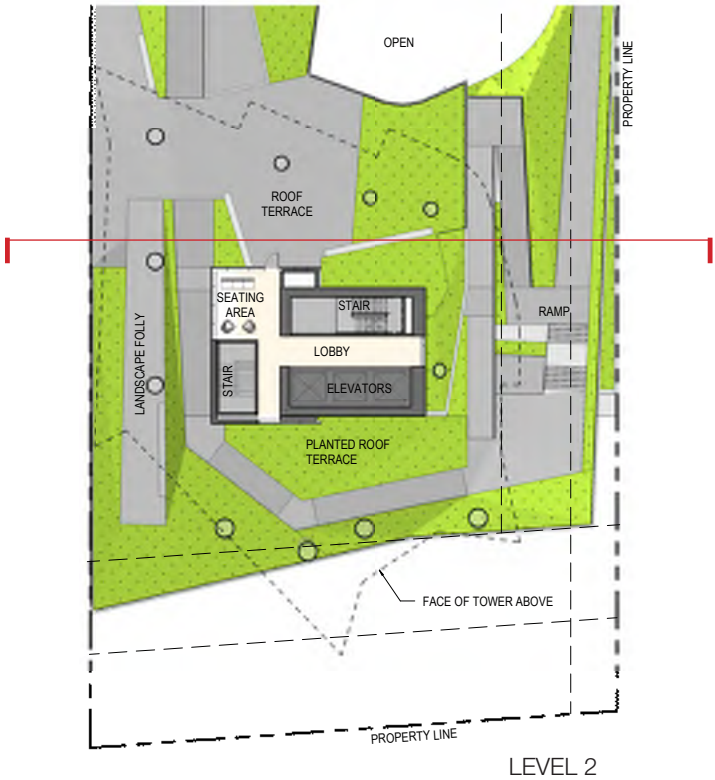 OPEN
PROPERTY LINE
ROOF
TERRACE
SEATING
AREA
STAIR
RAMP
LANDSCAPE FOLLY
LOBBY
STAIR
ELEVATORS
PLANTED ROOF
TERRACE
FACE OF TOWER ABOVE
PROPERTY LINE
LEVEL 2